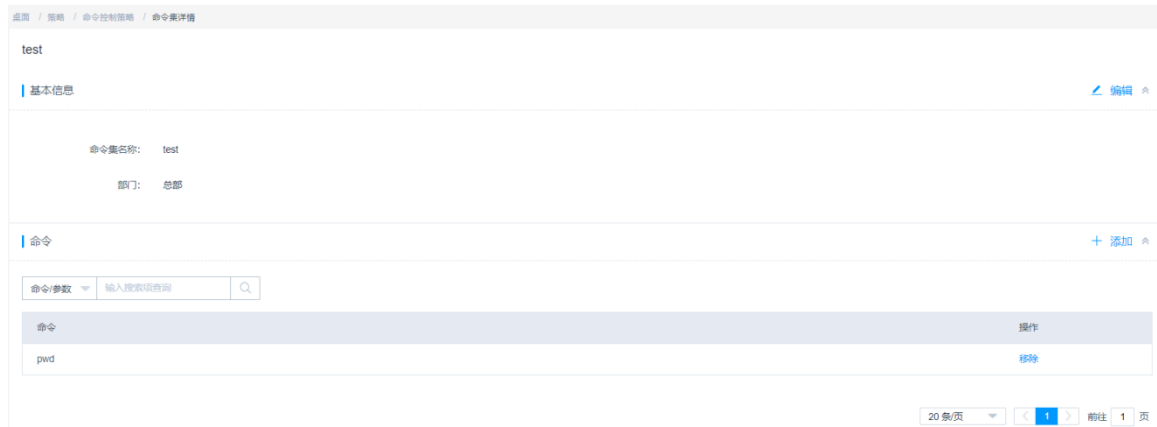 桌面 / 策略 / 命令控制策略 / 命令集详情
test
基本信息 编辑
命令集名称: test
部门: 总部
命令 + 添加
命令/参数 输入搜索项查询
命令 操作
pwd 移除
20 条/页 < 1 > 前往 1 页